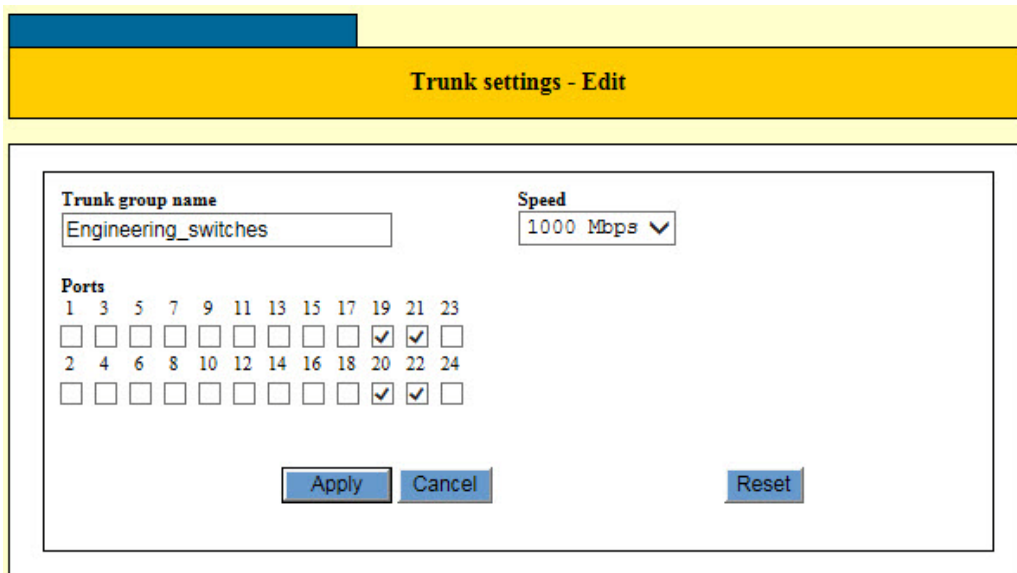 Trunk settings - Edit
Trunk group name
Speed
Engineering_switches
1000 Mbps
Ports
1 3 5 7 9 11 13 15 17 19 21 23
2 4 6 8 10 12 14 16 18 20 22 24
Apply Cancel Reset